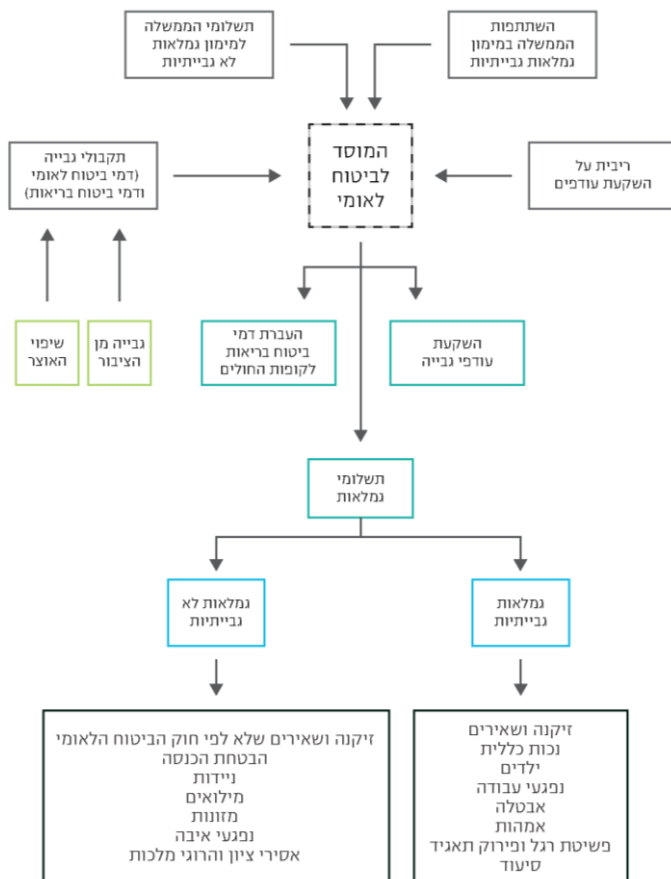 השתתפות
הממשלה במימון
גמלאות גבייתיות
תשלומי הממשלה
למימון גמלאות
לא גבייתיות
ריבית על
השקעת עודפים
המוסד
לביטוח
לאומי
תקבולי גבייה
(דמי ביטוח לאומי
ודמי ביטוח בריאות)
השקעת
עודפי גבייה
העברת דמי
ביטוח בריאות
לקופות החולים
גבייה מן
הציבור
שיפוי
האוצר
תשלומי
גמלאות
גמלאות
גבייתיות
גמלאות לא
גבייתיות
זיקנה ושאירים
נכות כללית
ילדים
נפגעי עבודה
אבטלה
אמהות
פשיטת רגל ופירוק תאגיד
סיעוד
זיקנה ושאירים שלא לפי חוק הביטוח הלאומי
הבטחת הכנסה
ניידות
מילואים
מזונות
נפגעי איבה
אסירי ציון והרוגי מלכות